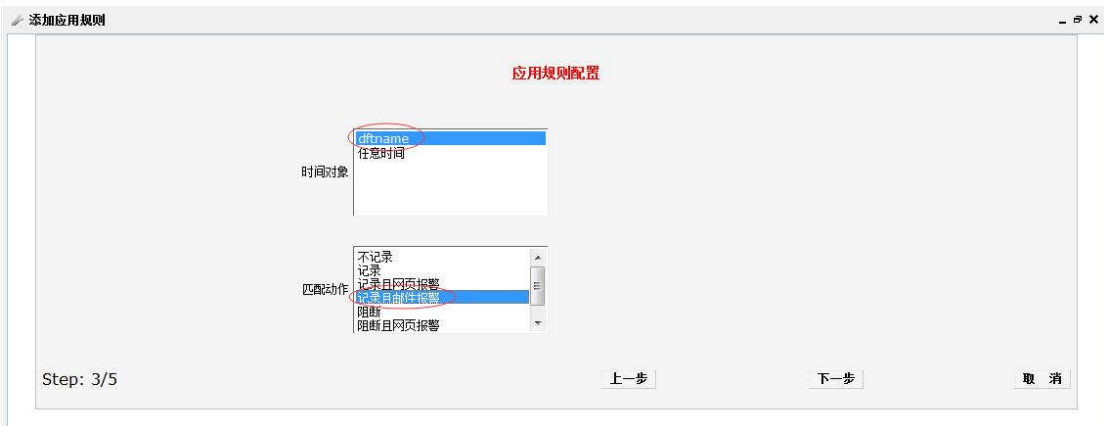 添加应用规则
应用规则配置
时间对象
dftname
任意时间
匹配动作
不记录
记录
记录且网页报警
记录且邮件报警
阻断
阻断且网页报警
Step: 3/5
上一步
下一步
取 消